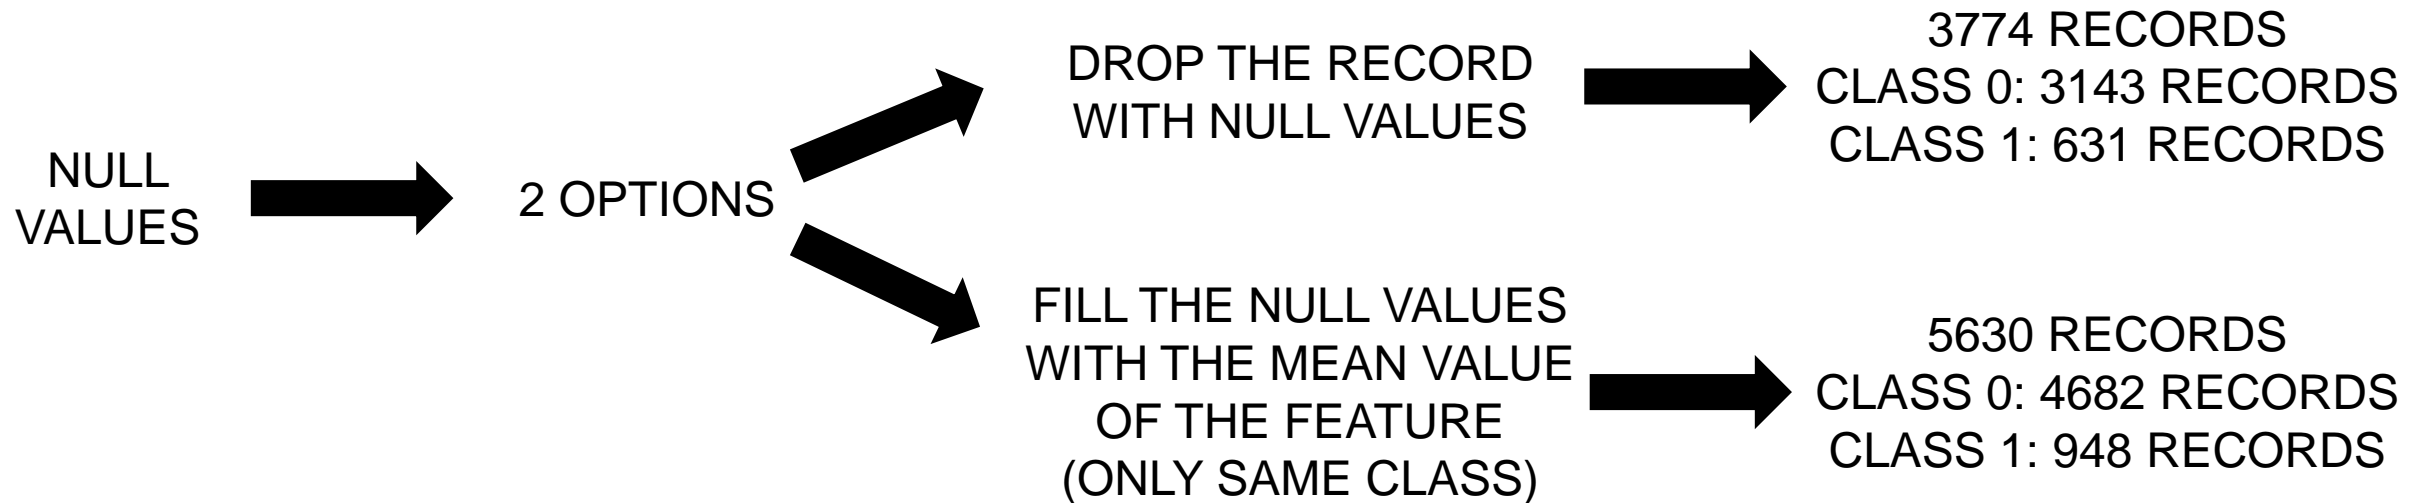 NULL
VALUES
2 OPTIONS
DROP THE RECORD
WITH NULL VALUES
3774 RECORDS
CLASS 0: 3143 RECORDS
CLASS 1: 631 RECORDS
FILL THE NULL VALUES
WITH THE MEAN VALUE
OF THE FEATURE
(ONLY SAME CLASS)
5630 RECORDS
CLASS 0: 4682 RECORDS
CLASS 1: 948 RECORDS